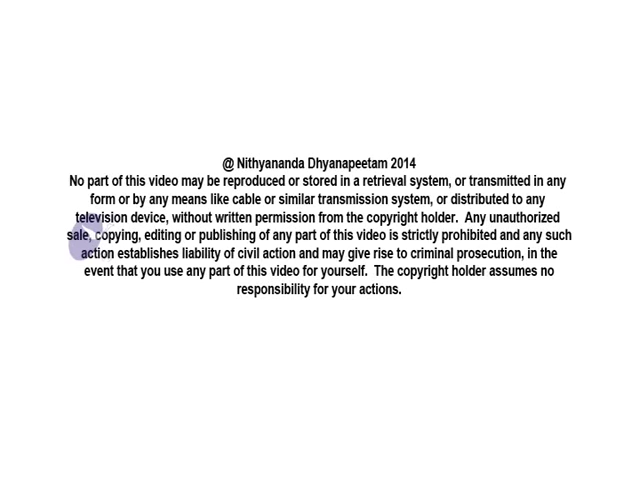 @ Nithyananda Dhyanapeetam 2014
No part of this video may be reproduced or stored in a retrieval system, or transmitted in any
form or by any means like cable or similar transmission system, or distributed to any
television device, without written permission from the copyright holder.  Any unauthorized
sale, copying, editing or publishing of any part of this video is strictly prohibited and any such
action establishes liability of civil action and may give rise to criminal prosecution, in the
event that you use any part of this video for yourself.  The copyright holder assumes no
responsibility for your actions.